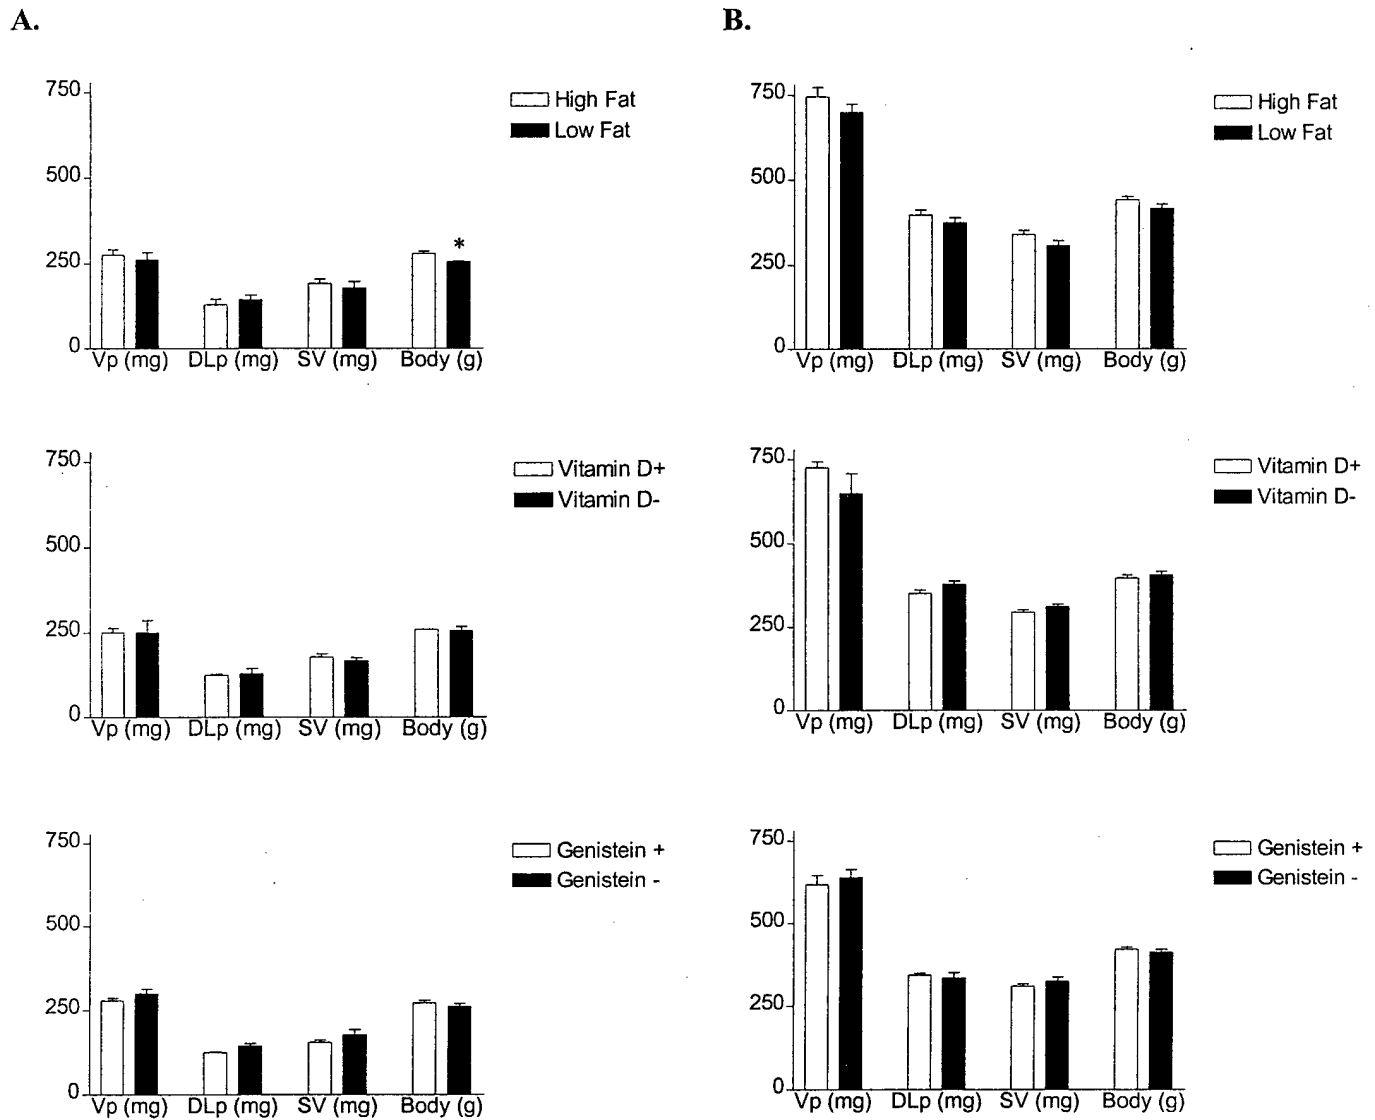 A.
750
500
250
0
Vp (mg) DLp (mg) SV (mg) Body (g)
*
High Fat
Low Fat
750
500
250
0
Vp (mg) DLp (mg) SV (mg) Body (g)
Vitamin D+
Vitamin D-
750
500
250
0
Vp (mg) DLp (mg) SV (mg) Body (g)
Genistein +
Genistein -
B.
750
500
250
0
Vp (mg) DLp (mg) SV (mg) Body (g)
High Fat
Low Fat
750
500
250
0
Vp (mg) DLp (mg) SV (mg) Body (g)
Vitamin D+
Vitamin D-
750
500
250
0
Vp (mg) DLp (mg) SV (mg) Body (g)
Genistein +
Genistein -